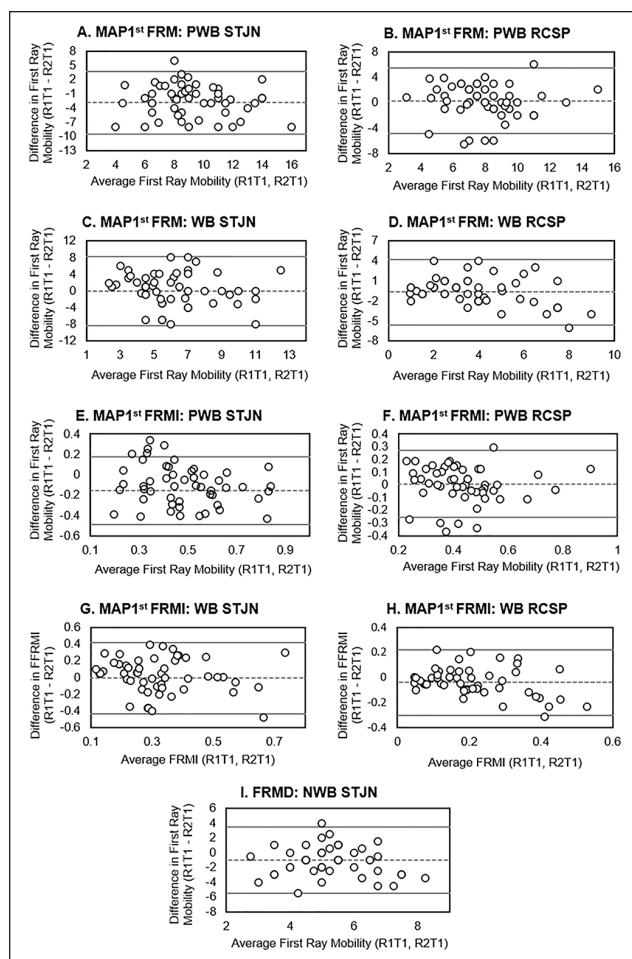 A. MAP1st FRM: PWB STJN
Difference in First Ray
Mobility (R1T1 - R2T1)
8
5
2
-1
-4
-7
-10
-13
2 4 6 8 10 12 14 16
Average First Ray Mobility (R1T1, R2T1)
B. MAP1st FRM: PWB RCSP
Difference in First Ray
Mobility (R1T1 - R2T1)
8
4
0
-4
-8
2 4 6 8 10 12 14 16
Average First Ray Mobility (R1T1, R2T1)
C. MAP1st FRM: WB STJN
Difference in First Ray
Mobility (R1T1 - R2T1)
12
8
4
0
-4
-8
-12
1 3 5 7 9 11 13
Average First Ray Mobility (R1T1, R2T1)
D. MAP1st FRM: WB RCSP
Difference in First Ray
Mobility (R1T1 - R2T1)
7
4
1
-2
-5
-8
0 2 4 6 8 10
Average First Ray Mobility (R1T1, R2T1)
E. MAP1st FRMI: PWB STJN
Difference in First Ray
Mobility (R1T1 - R2T1)
0.4
0.2
0
-0.2
-0.4
-0.6
0.1 0.3 0.5 0.7 0.9
Average First Ray Mobility (R1T1, R2T1)
F. MAP1st FRMI: PWB RCSP
Difference in First Ray
Mobility (R1T1 - R2T1)
0.4
0.3
0.2
0.1
0
-0.1
-0.2
-0.3
-0.4
0.2 0.4 0.6 0.8 1
Average First Ray Mobility (R1T1, R2T1)
G. MAP1st FRMI: WB STJN
Difference in FFRMI
(R1T1 - R2T1)
0.6
0.4
0.2
0
-0.2
-0.4
-0.6
0.1 0.3 0.5 0.7
Average FRMI (R1T1, R2T1)
H. MAP1st FRMI: WB RCSP
Difference in FFRMI
(R1T1 - R2T1)
0.4
0.2
0
-0.2
-0.4
0 0.2 0.4 0.6
Average FRMI (R1T1, R2T1)
I. FRMD: NWB STJN
Difference in First Ray
Mobility (R1T1 - R2T1)
6
4
2
0
-2
-4
-6
-8
2 4 6 8
Average First Ray Mobility (R1T1, R2T1)